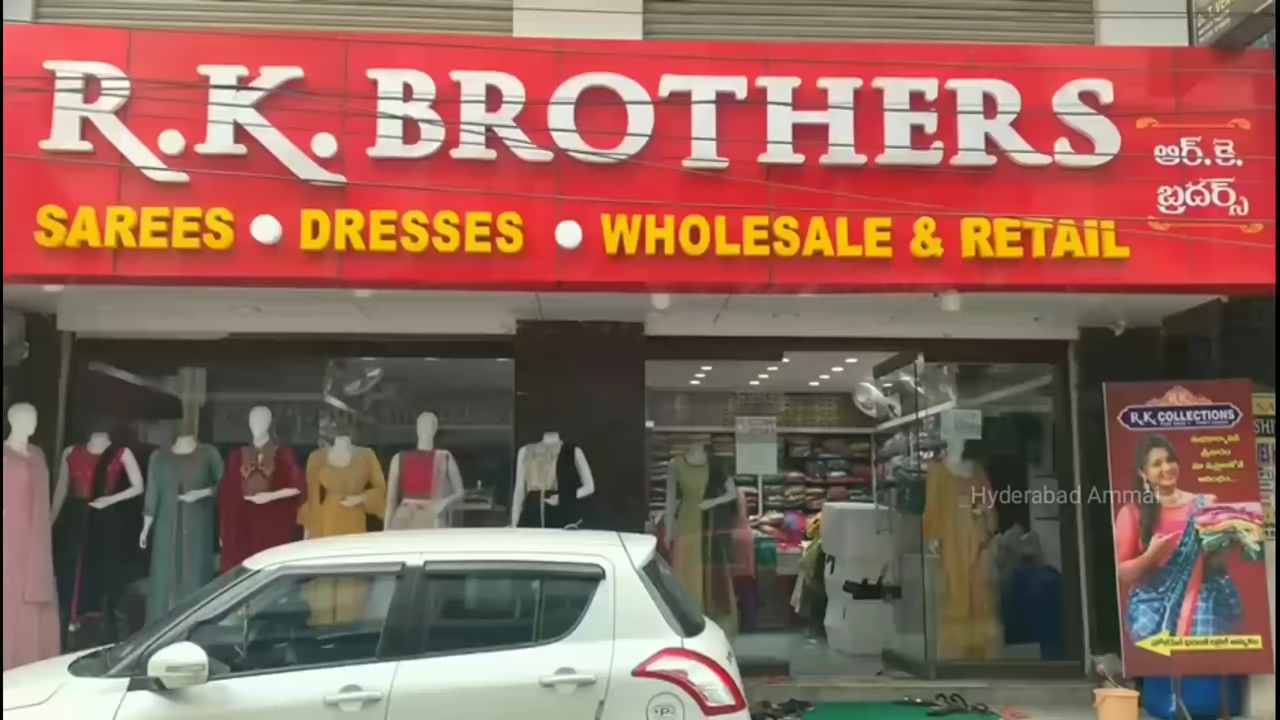 R.K. BROTHERS
ఆర్.కె.
బ్రదర్స్
SAREES • DRESSES • WHOLESALE & RETAIL
R.K. COLLECTIONS
శ్రీకారం
Hyderabad Ammai